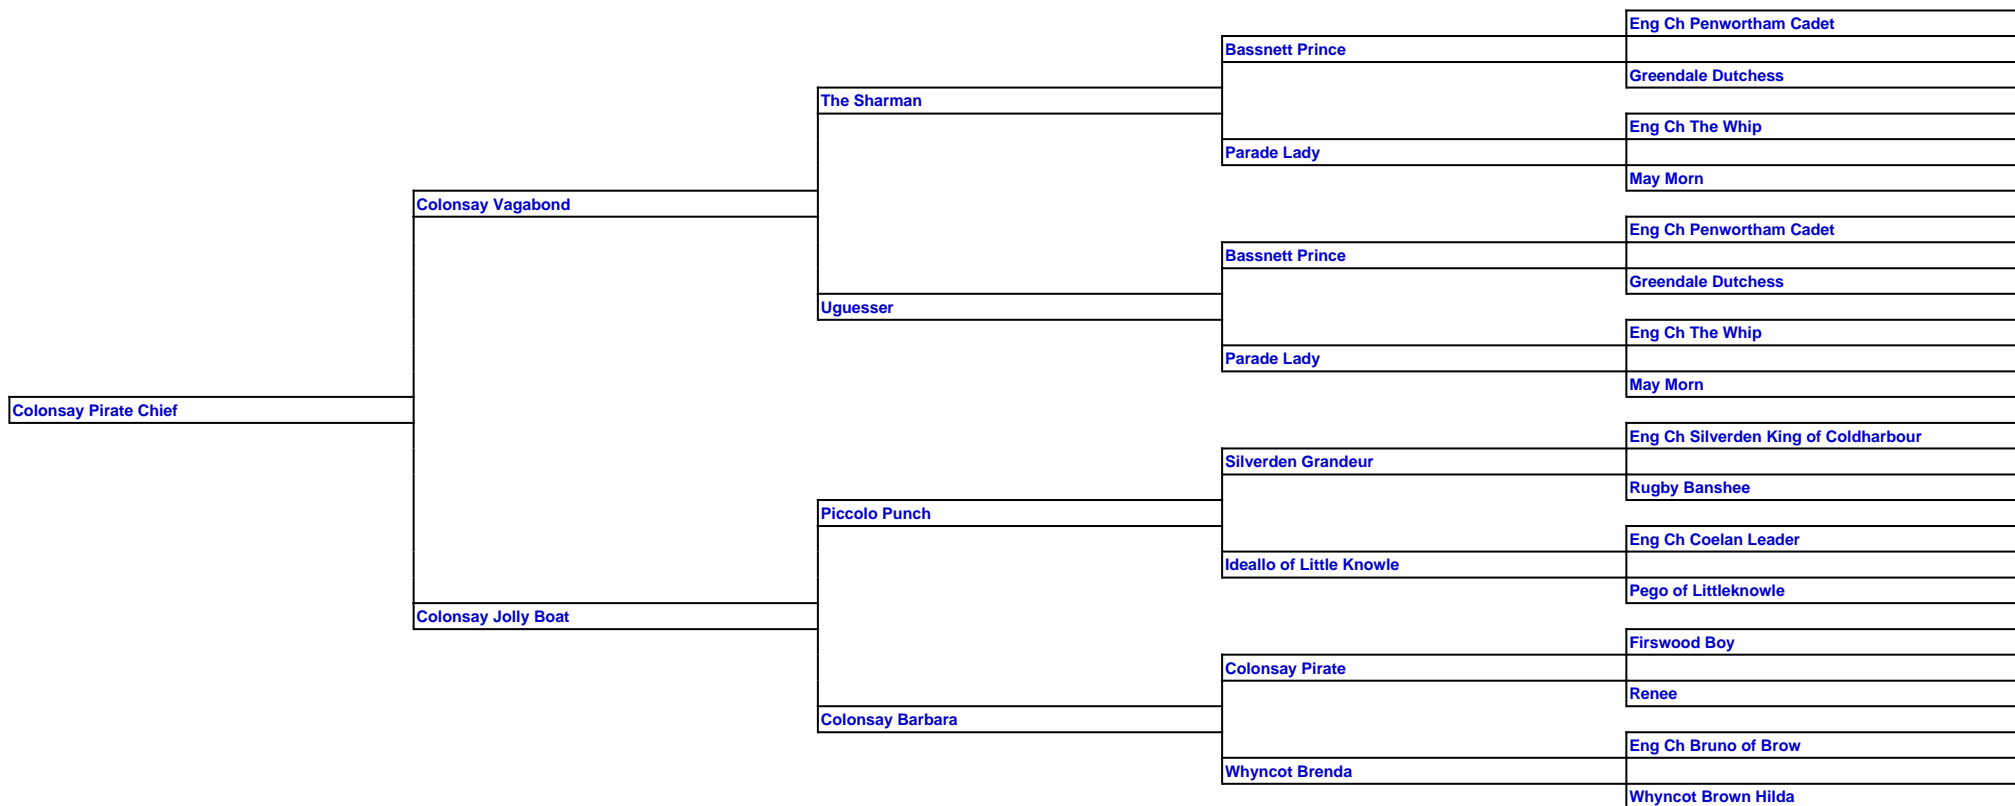 Eng Ch Penwortham Cadet
Bassnett Prince
Greendale Dutchess
The Sharman
Eng Ch The Whip
Parade Lady
May Morn
Colonsay Vagabond
Eng Ch Penwortham Cadet
Bassnett Prince
Greendale Dutchess
Uguesser
Eng Ch The Whip
Parade Lady
May Morn
Colonsay Pirate Chief
Eng Ch Silverden King of Coldharbour
Silverden Grandeur
Rugby Banshee
Piccolo Punch
Eng Ch Coelan Leader
Ideallo of Little Knowle
Pego of Littleknowle
Colonsay Jolly Boat
Firswood Boy
Colonsay Pirate
Renee
Colonsay Barbara
Eng Ch Bruno of Brow
Whyncot Brenda
Whyncot Brown Hilda